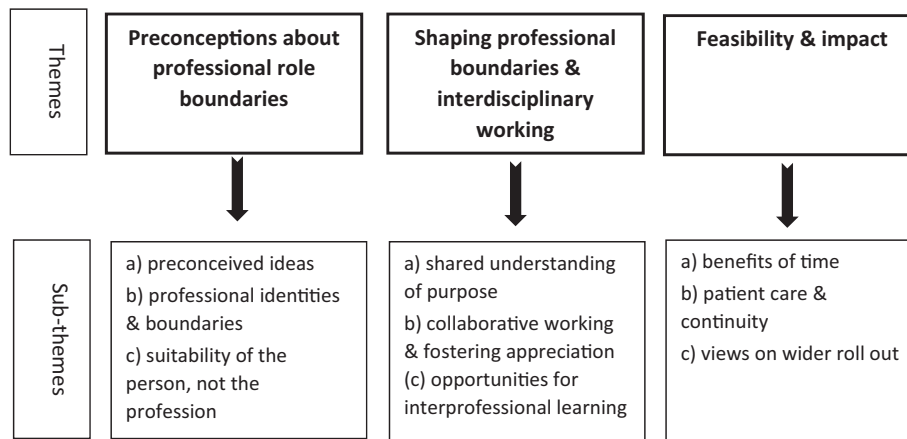 Themes
Preconceptions about
professional role
boundaries
Shaping professional
boundaries &
interdisciplinary
working
Feasibility & impact
Sub-themes
a) preconceived ideas
b) professional identities
& boundaries
c) suitability of the
person, not the
profession
a) shared understanding
of purpose
b) collaborative working
& fostering appreciation
(c) opportunities for
interprofessional learning
a) benefits of time
b) patient care &
continuity
c) views on wider roll out